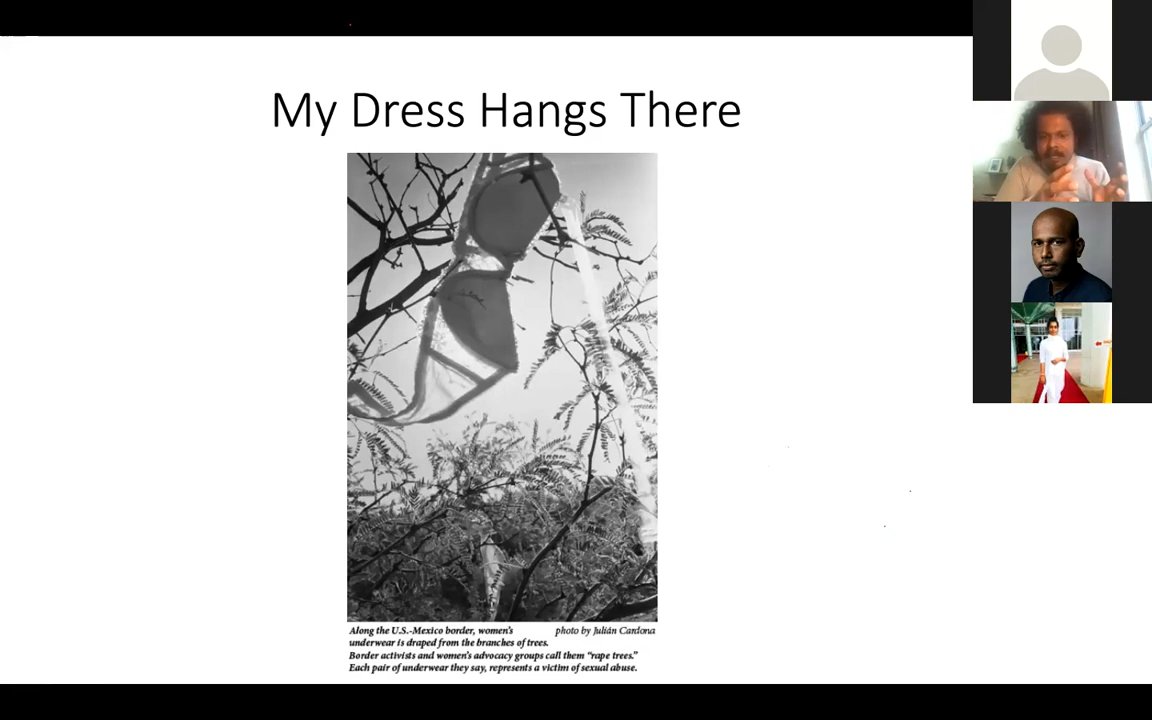 My Dress Hangs There
Along the U.S.-Mexico border, women's photo by Julián Cardona
underwear is draped from the branches of trees.
Border activists and women's advocacy groups call them "rape trees."
Each pair of underwear they say, represents a victim of sexual abuse.